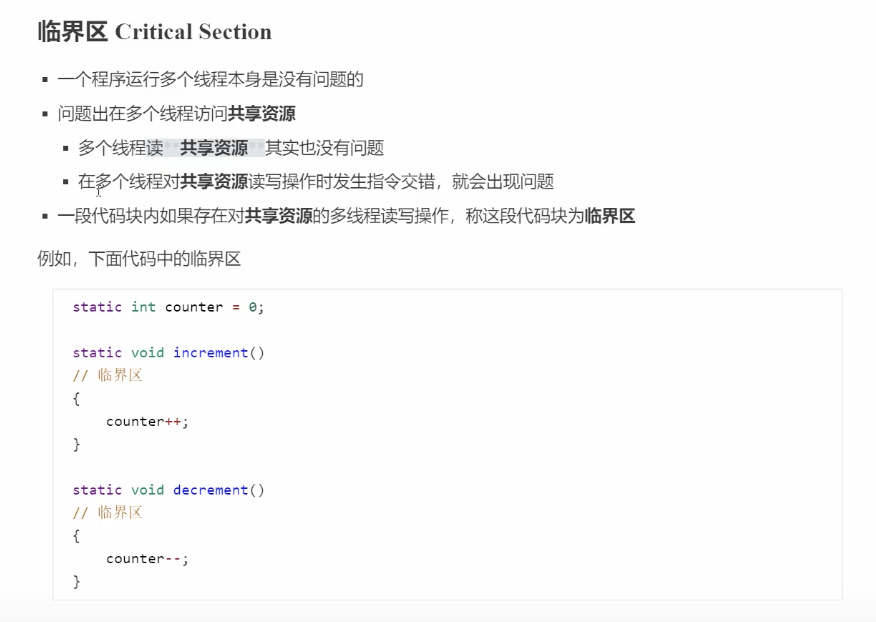 临界区 Critical Section
一个程序运行多个线程本身是没有问题的
问题出在多个线程访问共享资源
多个线程读**共享资源**其实也没有问题
在多个线程对共享资源读写操作时发生指令交错，就会出现问题
一段代码块内如果存在对共享资源的多线程读写操作，称这段代码块为临界区
例如，下面代码中的临界区
static int counter = 0;
static void increment()
// 临界区
{
counter++;
}
static void decrement()
// 临界区
{
counter--;
}